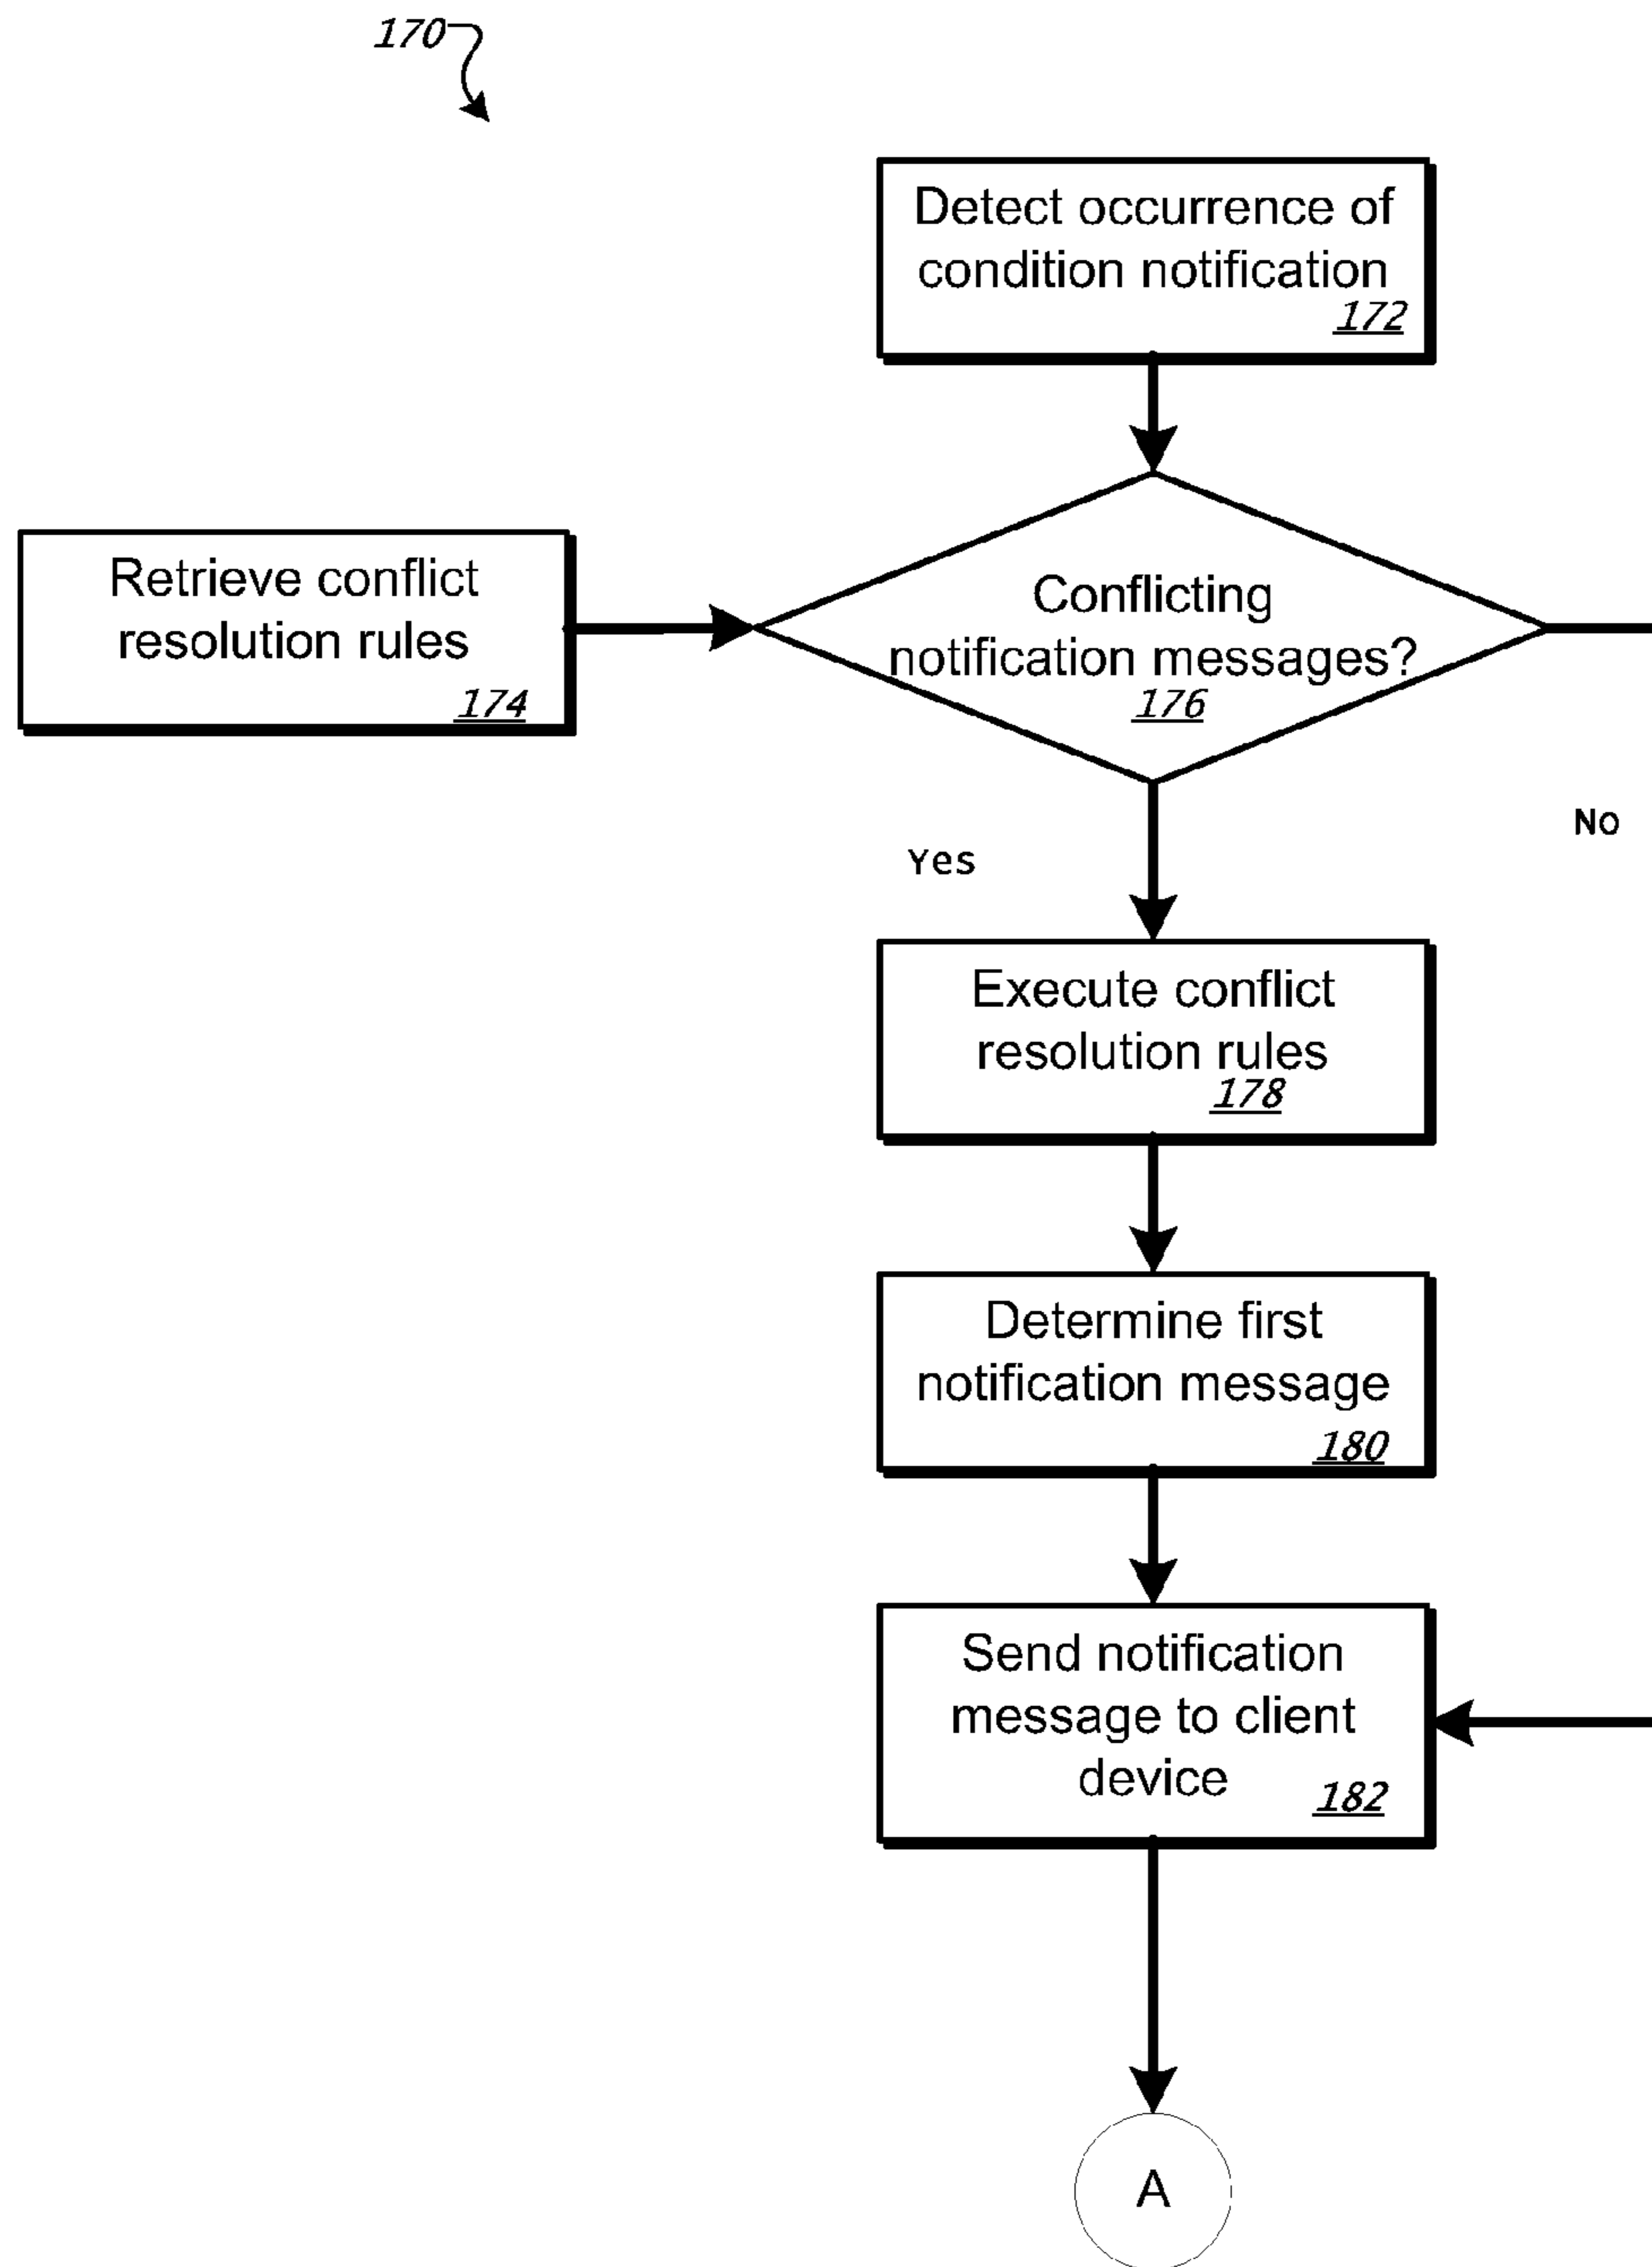 170
Detect occurrence of
condition notification
172
Retrieve conflict
resolution rules
174
Conflicting
notification messages?
176
No
Yes
Execute conflict
resolution rules
178
Determine first
notification message
180
Send notification
message to client
device
182
A